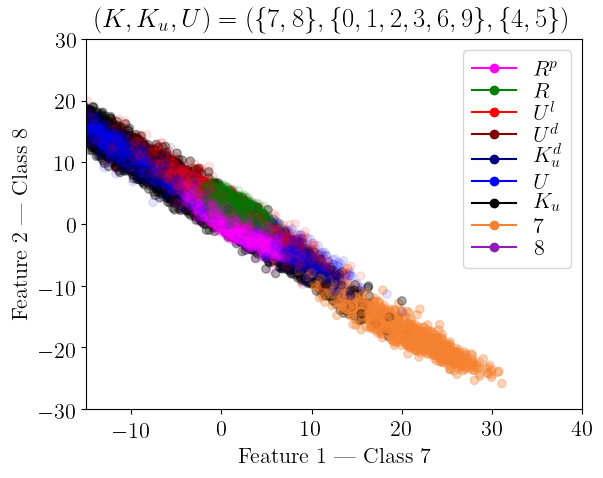 (K, K_u, U) = ({7, 8}, {0, 1, 2, 3, 6, 9}, {4, 5})
30
20
10
0
−10
−20
−30
−10
0
10
20
30
40
Feature 2 — Class 8
Feature 1 — Class 7
R^p
R
U^l
U^d
K_u^d
U
K_u
7
8